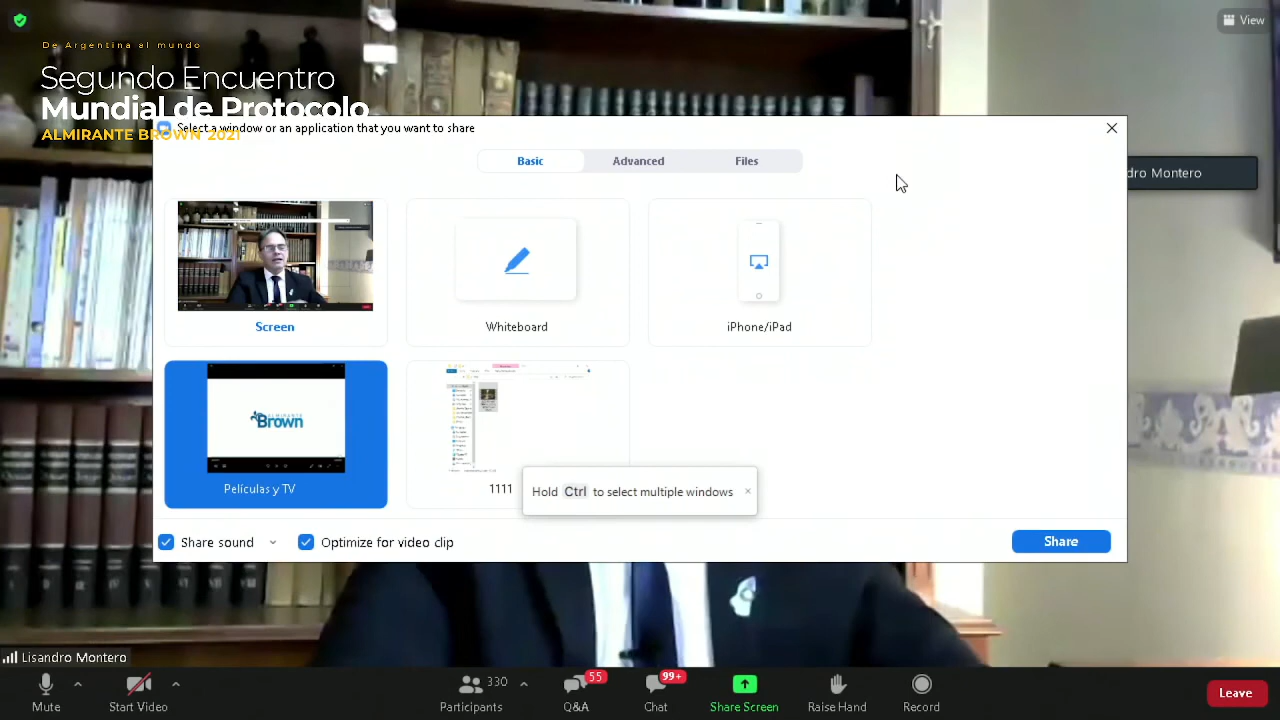 View
De Argentina al mundo
Segundo Encuentro
Mundial de Protocolo
ALMIRANTE BROWN 2021
Select a window or an application that you want to share
Basic
Advanced
Files
dro Montero
Screen
Whiteboard
iPhone/iPad
ALMIRANTE
Brown
Películas y TV
1111
Hold Ctrl to select multiple windows
Share sound
Optimize for video clip
Share
Lisandro Montero
Mute
Start Video
Participants
330
Q&A
55
Chat
99+
Share Screen
Raise Hand
Record
Leave